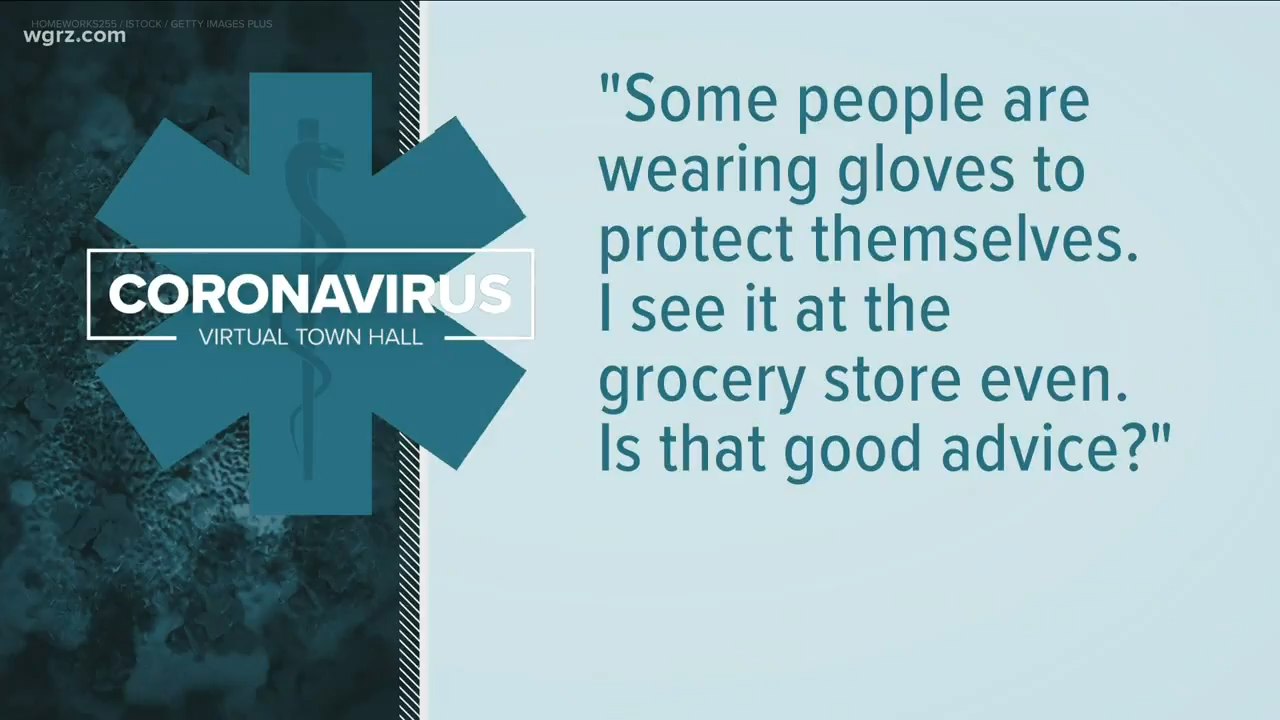 HOMEWORKS255 / ISTOCK / GETTY IMAGES PLUS
wgrz.com
CORONAVIRUS
VIRTUAL TOWN HALL
"Some people are
wearing gloves to
protect themselves.
I see it at the
grocery store even.
Is that good advice?"